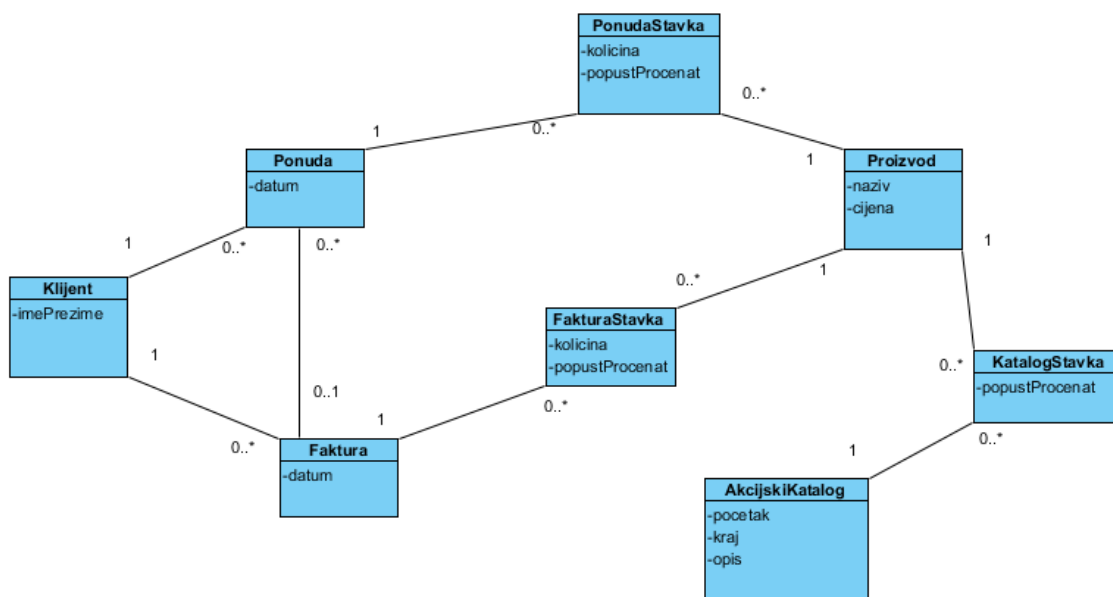 PonudaStavka
-kolicina
-popustProcenat
0..*
0..*
1
1
Ponuda
-datum
Proizvod
-naziv
-cijena
1
0..*
0..*
1
1
0..*
Klijent
-imePrezime
FakturaStavka
-kolicina
-popustProcenat
1
0..*
KatalogStavka
-popustProcenat
0..1
0..*
1
0..*
0..*
1
Faktura
-datum
AkcijskiKatalog
-pocetak
-kraj
-opis